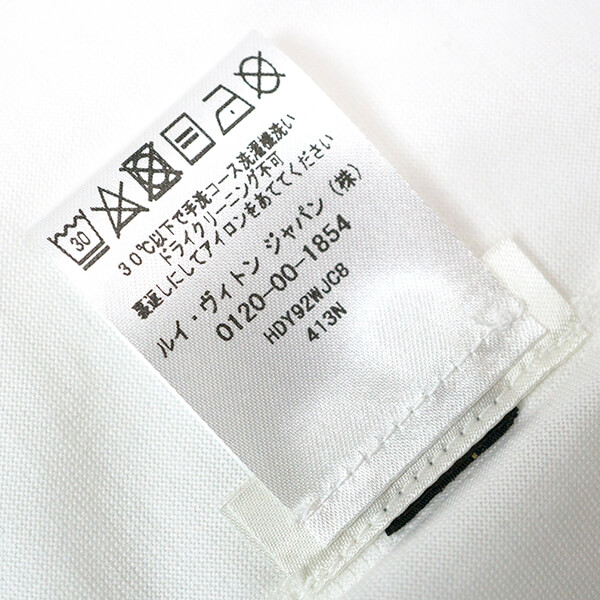 30
30℃以下で手洗コース洗濯機洗い
ドライクリーニング不可
裏返しにしてアイロンをあててください
ルイ・ヴィトン ジャパン (株)
0120-00-1854
HDY92WJC8
413N